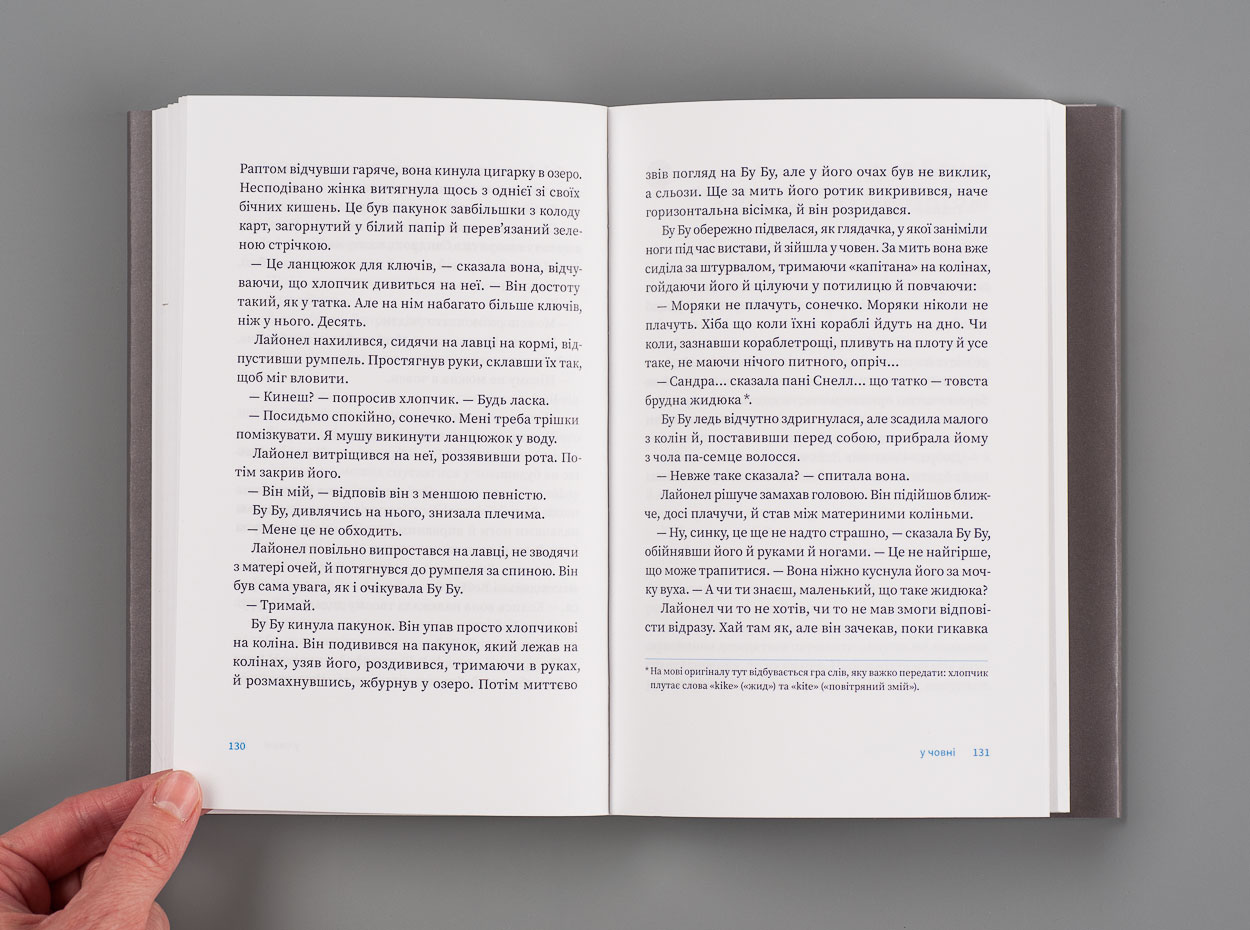 Раптом відчувши гаряче, вона кинула цигарку в озеро.
Несподівано жінка витягнула щось з однієї зі своїх
бічних кишень. Це був пакунок завбільшки з колоду
карт, загорнутий у білий папір й перев’язаний зеле-
ною стрічкою.
— Це ланцюжок для ключів, — сказала вона, відчу-
ваючи, що хлопчик дивиться на неї. — Він достоту
такий, як у татка. Але на нім набагато більше ключів,
ніж у нього. Десять.
Лайонел нахилився, сидячи на лавці на кормі, від-
пустивши румпель. Простягнув руки, склавши їх так,
щоб міг вловити.
— Кинеш? — попросив хлопчик. — Будь ласка.
— Посидьмо спокійно, сонечко. Мені треба трішки
помізкувати. Я мушу викинути ланцюжок у воду.
Лайонел витріщився на неї, роззявивши рота. По-
тім закрив його.
— Він мій, — відповів він з меншою певністю.
Бу Бу, дивлячись на нього, знизала плечима.
— Мене це не обходить.
Лайонел повільно випростався на лавці, не зводячи
з матері очей, й потягнувся до румпеля за спиною. Він
був сама увага, як і очікувала Бу Бу.
— Тримай.
Бу Бу кинула пакунок. Він упав просто хлопчикові
на коліна. Він подивився на пакунок, який лежав на
колінах, узяв його, роздивився, тримаючи в руках,
й розмахнувшись, жбурнув у озеро. Потім миттєво
130
звів погляд на Бу Бу, але у його очах був не виклик,
а сльози. Ще за мить його ротик викривився, наче
горизонтальна вісімка, й він розридався.
Бу Бу обережно підвелася, як глядачка, у якої заніміли
ноги під час вистави, й зійшла у човен. За мить вона вже
сиділа за штурвалом, тримаючи «капітана» на колінах,
гойдаючи його й цілуючи у потилицю й повчаючи:
— Моряки не плачуть, сонечко. Моряки ніколи не
плачуть. Хіба що коли їхні кораблі йдуть на дно. Чи
коли, зазнавши кораблетрощі, пливуть на плоту й усе
таке, не маючи нічого питного, опріч...
— Сандра... сказала пані Снелл... що татко — товста
брудна жидюка*.
Бу Бу ледь відчутно здригнулася, але зсадила малого
з колін й, поставивши перед собою, прибрала йому
з чола па-семце волосся.
— Невже таке сказала? — спитала вона.
Лайонел рішуче замахав головою. Він підійшов ближ-
че, досі плачучи, й став між материними коліньми.
— Ну, синку, це ще не надто страшно, — сказала Бу Бу,
обійнявши його й руками й ногами. — Це не найгірше,
що може трапитися. — Вона ніжно куснула його за моч-
ку вуха. — А чи ти знаєш, маленький, що таке жидюка?
Лайонел чи то не хотів, чи то не мав змоги відпові-
сти відразу. Хай там як, але він зачекав, поки гикавка
* На мові оригіналу тут відбувається гра слів, яку важко передати: хлопчик
плутає слова «kike» («жид») та «kite» («повітряний змій»).
у човні 131